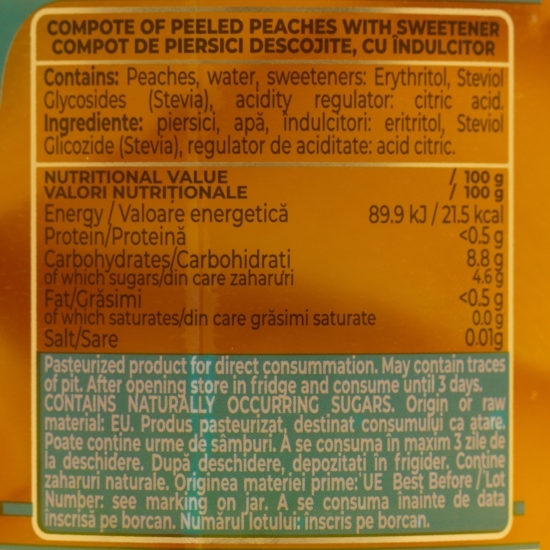 COMPOTE OF PEELED PEACHES WITH SWEETENER
COMPOT DE PIERSICI DESCOJITE, CU ÎNDULCITOR
Contains: Peaches, water, sweeteners: Erythritol, Steviol
Glycosides (Stevia), acidity regulator: citric acid.
Ingrediente: piersici, apă, îndulcitori: eritritol, Steviol
Glicozide (Stevia), regulator de aciditate: acid citric.
NUTRITIONAL VALUE / 100 g
VALORI NUTRIȚIONALE / 100 g
Energy / Valoare energetică 89.9 kJ / 21.5 kcal
Protein/Proteină <0.5 g
Carbohydrates/Carbohidrați 8.8 g
of which sugars/din care zaharuri 4.6 g
Fat/Grăsimi <0.5 g
of which saturates/din care grăsimi saturate 0.0 g
Salt/Sare 0.01g
Pasteurized product for direct consummation. May contain traces
of pit. After opening store in fridge and consume until 3 days.
CONTAINS NATURALLY OCCURRING SUGARS. Origin or raw
material: EU. Produs pasteurizat, destinat consumului ca atare.
Poate contine urme de sâmburi. A se consuma în maxim 3 zile de
la deschidere. După deschidere, depozitati in frigider. Conține
zaharuri naturale. Originea materiei prime: UE Best Before / Lot
Number: see marking on jar. A se consuma inainte de data
înscrisă pe borcan. Numărul lotului: inscris pe borcan.